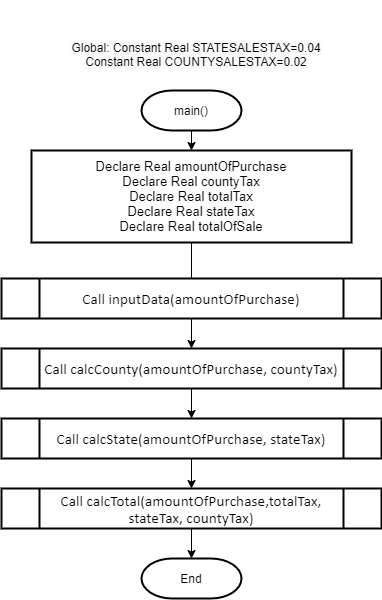 Global: Constant Real STATESALESTAX=0.04
Constant Real COUNTYSALESTAX=0.02
main()
Declare Real amountOfPurchase
Declare Real countyTax
Declare Real totalTax
Declare Real stateTax
Declare Real totalOfSale
Call inputData(amountOfPurchase)
Call calcCounty(amountOfPurchase, countyTax)
Call calcState(amountOfPurchase, stateTax)
Call calcTotal(amountOfPurchase,totalTax,
stateTax, countyTax)
End